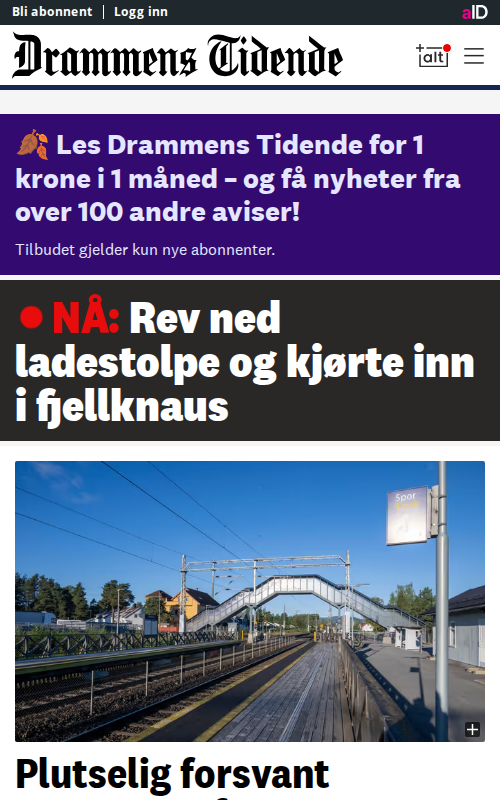 Bli abonnent | Logg inn
aID
Drammens Tidende
+alt
🍂 Les Drammens Tidende for 1
krone i 1 måned – og få nyheter fra
over 100 andre aviser!
Tilbudet gjelder kun nye abonnenter.
NÅ: Rev ned
ladestolpe og kjørte inn
i fjellknaus
Spor
4
Plutselig forsvant